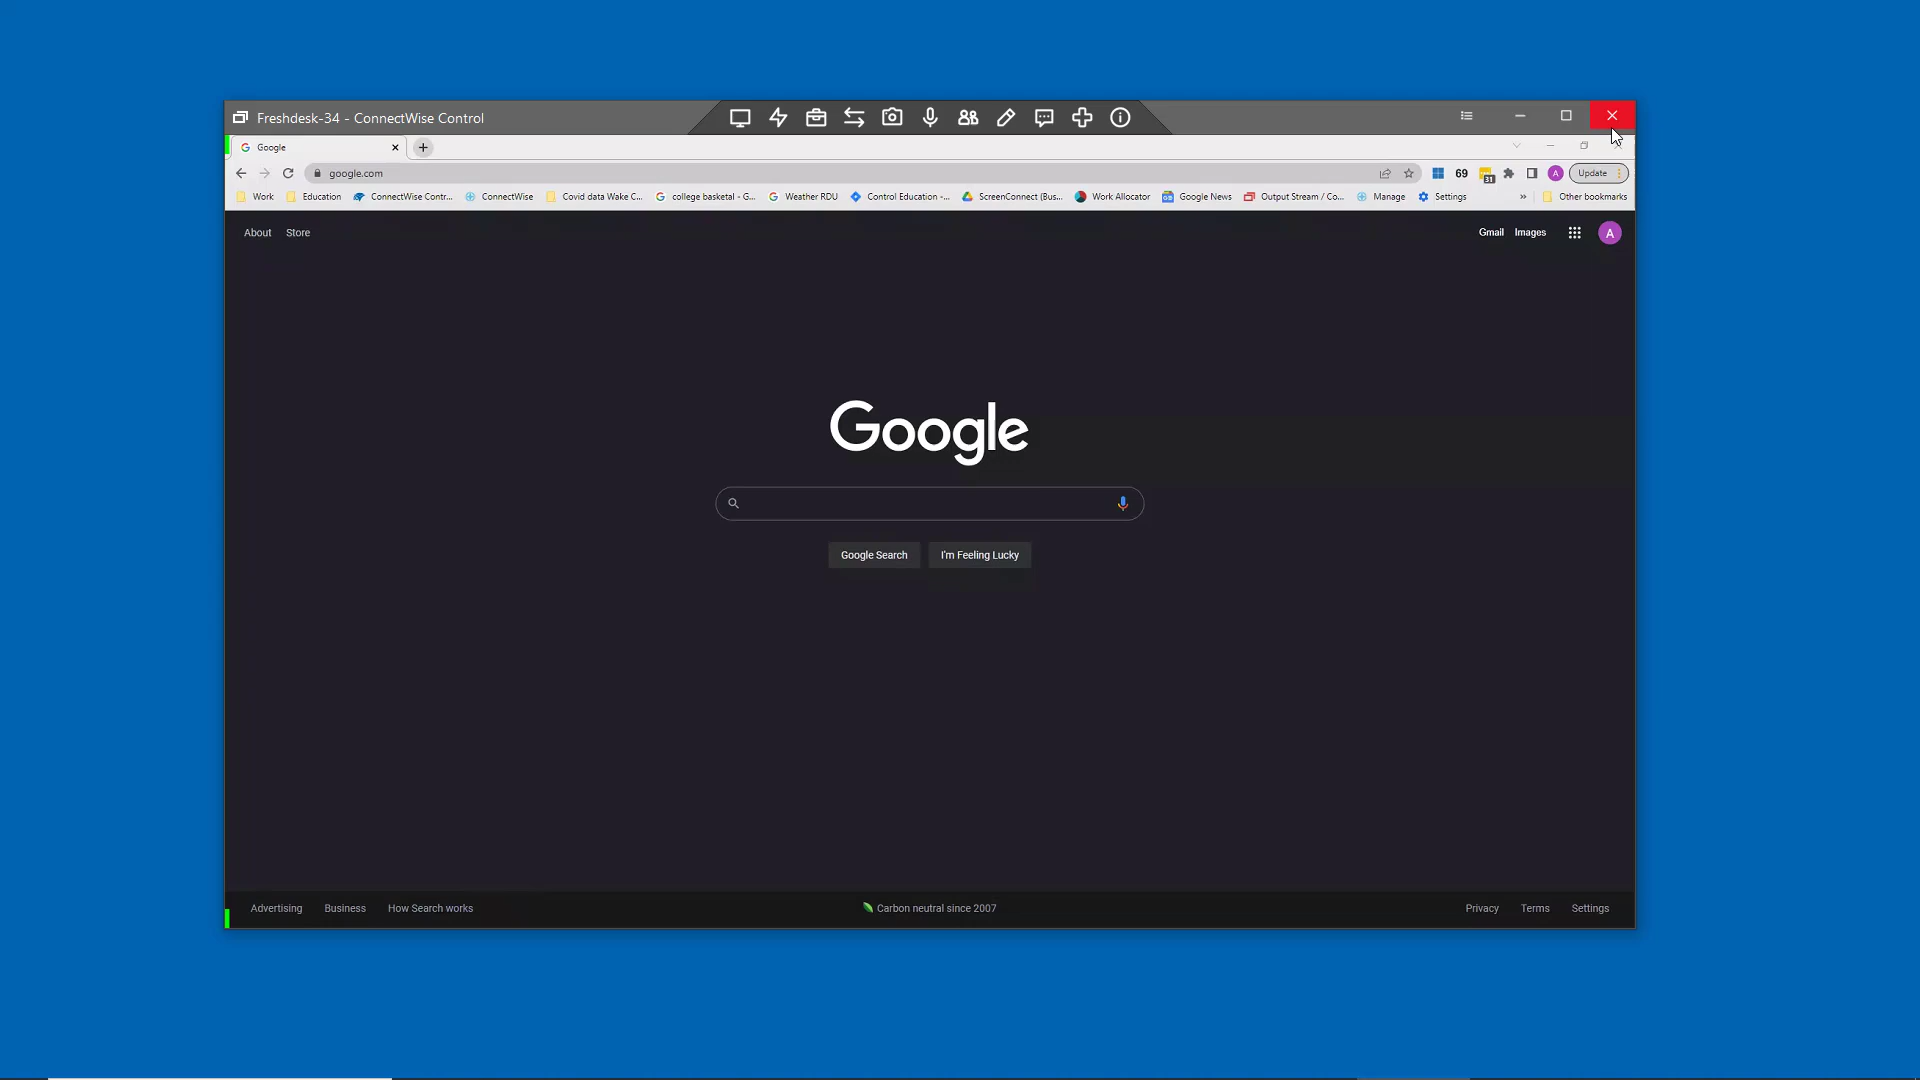 Freshdesk-34 - ConnectWise Control
Google
google.com
69
31
A
Update
Work
Education
ConnectWise Contr...
ConnectWise
Covid data Wake C...
college basketal - G...
Weather RDU
Control Education -...
ScreenConnect (Bus...
Work Allocator
Google News
Output Stream / Co...
Manage
Settings
»
Other bookmarks
About
Store
Gmail
Images
A
Google
Google Search
I'm Feeling Lucky
Advertising
Business
How Search works
Carbon neutral since 2007
Privacy
Terms
Settings